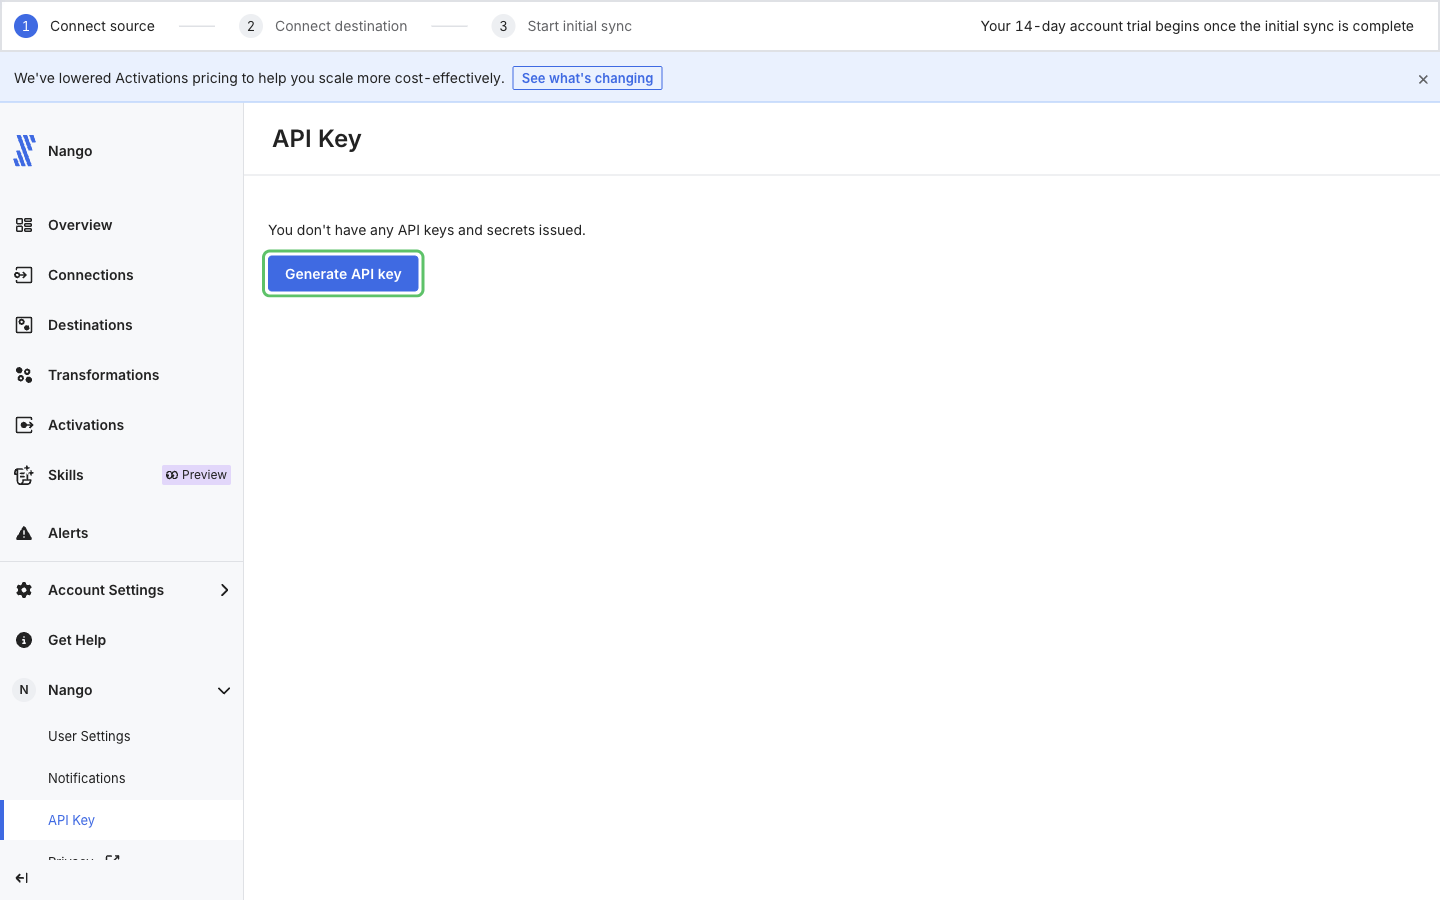 1 Connect source
2 Connect destination
3 Start initial sync
Your 14-day account trial begins once the initial sync is complete
We've lowered Activations pricing to help you scale more cost-effectively. See what's changing
Nango
Overview
Connections
Destinations
Transformations
Activations
Skills Preview
Alerts
Account Settings
Get Help
N Nango
User Settings
Notifications
API Key
Privacy
API Key
You don't have any API keys and secrets issued.
Generate API key